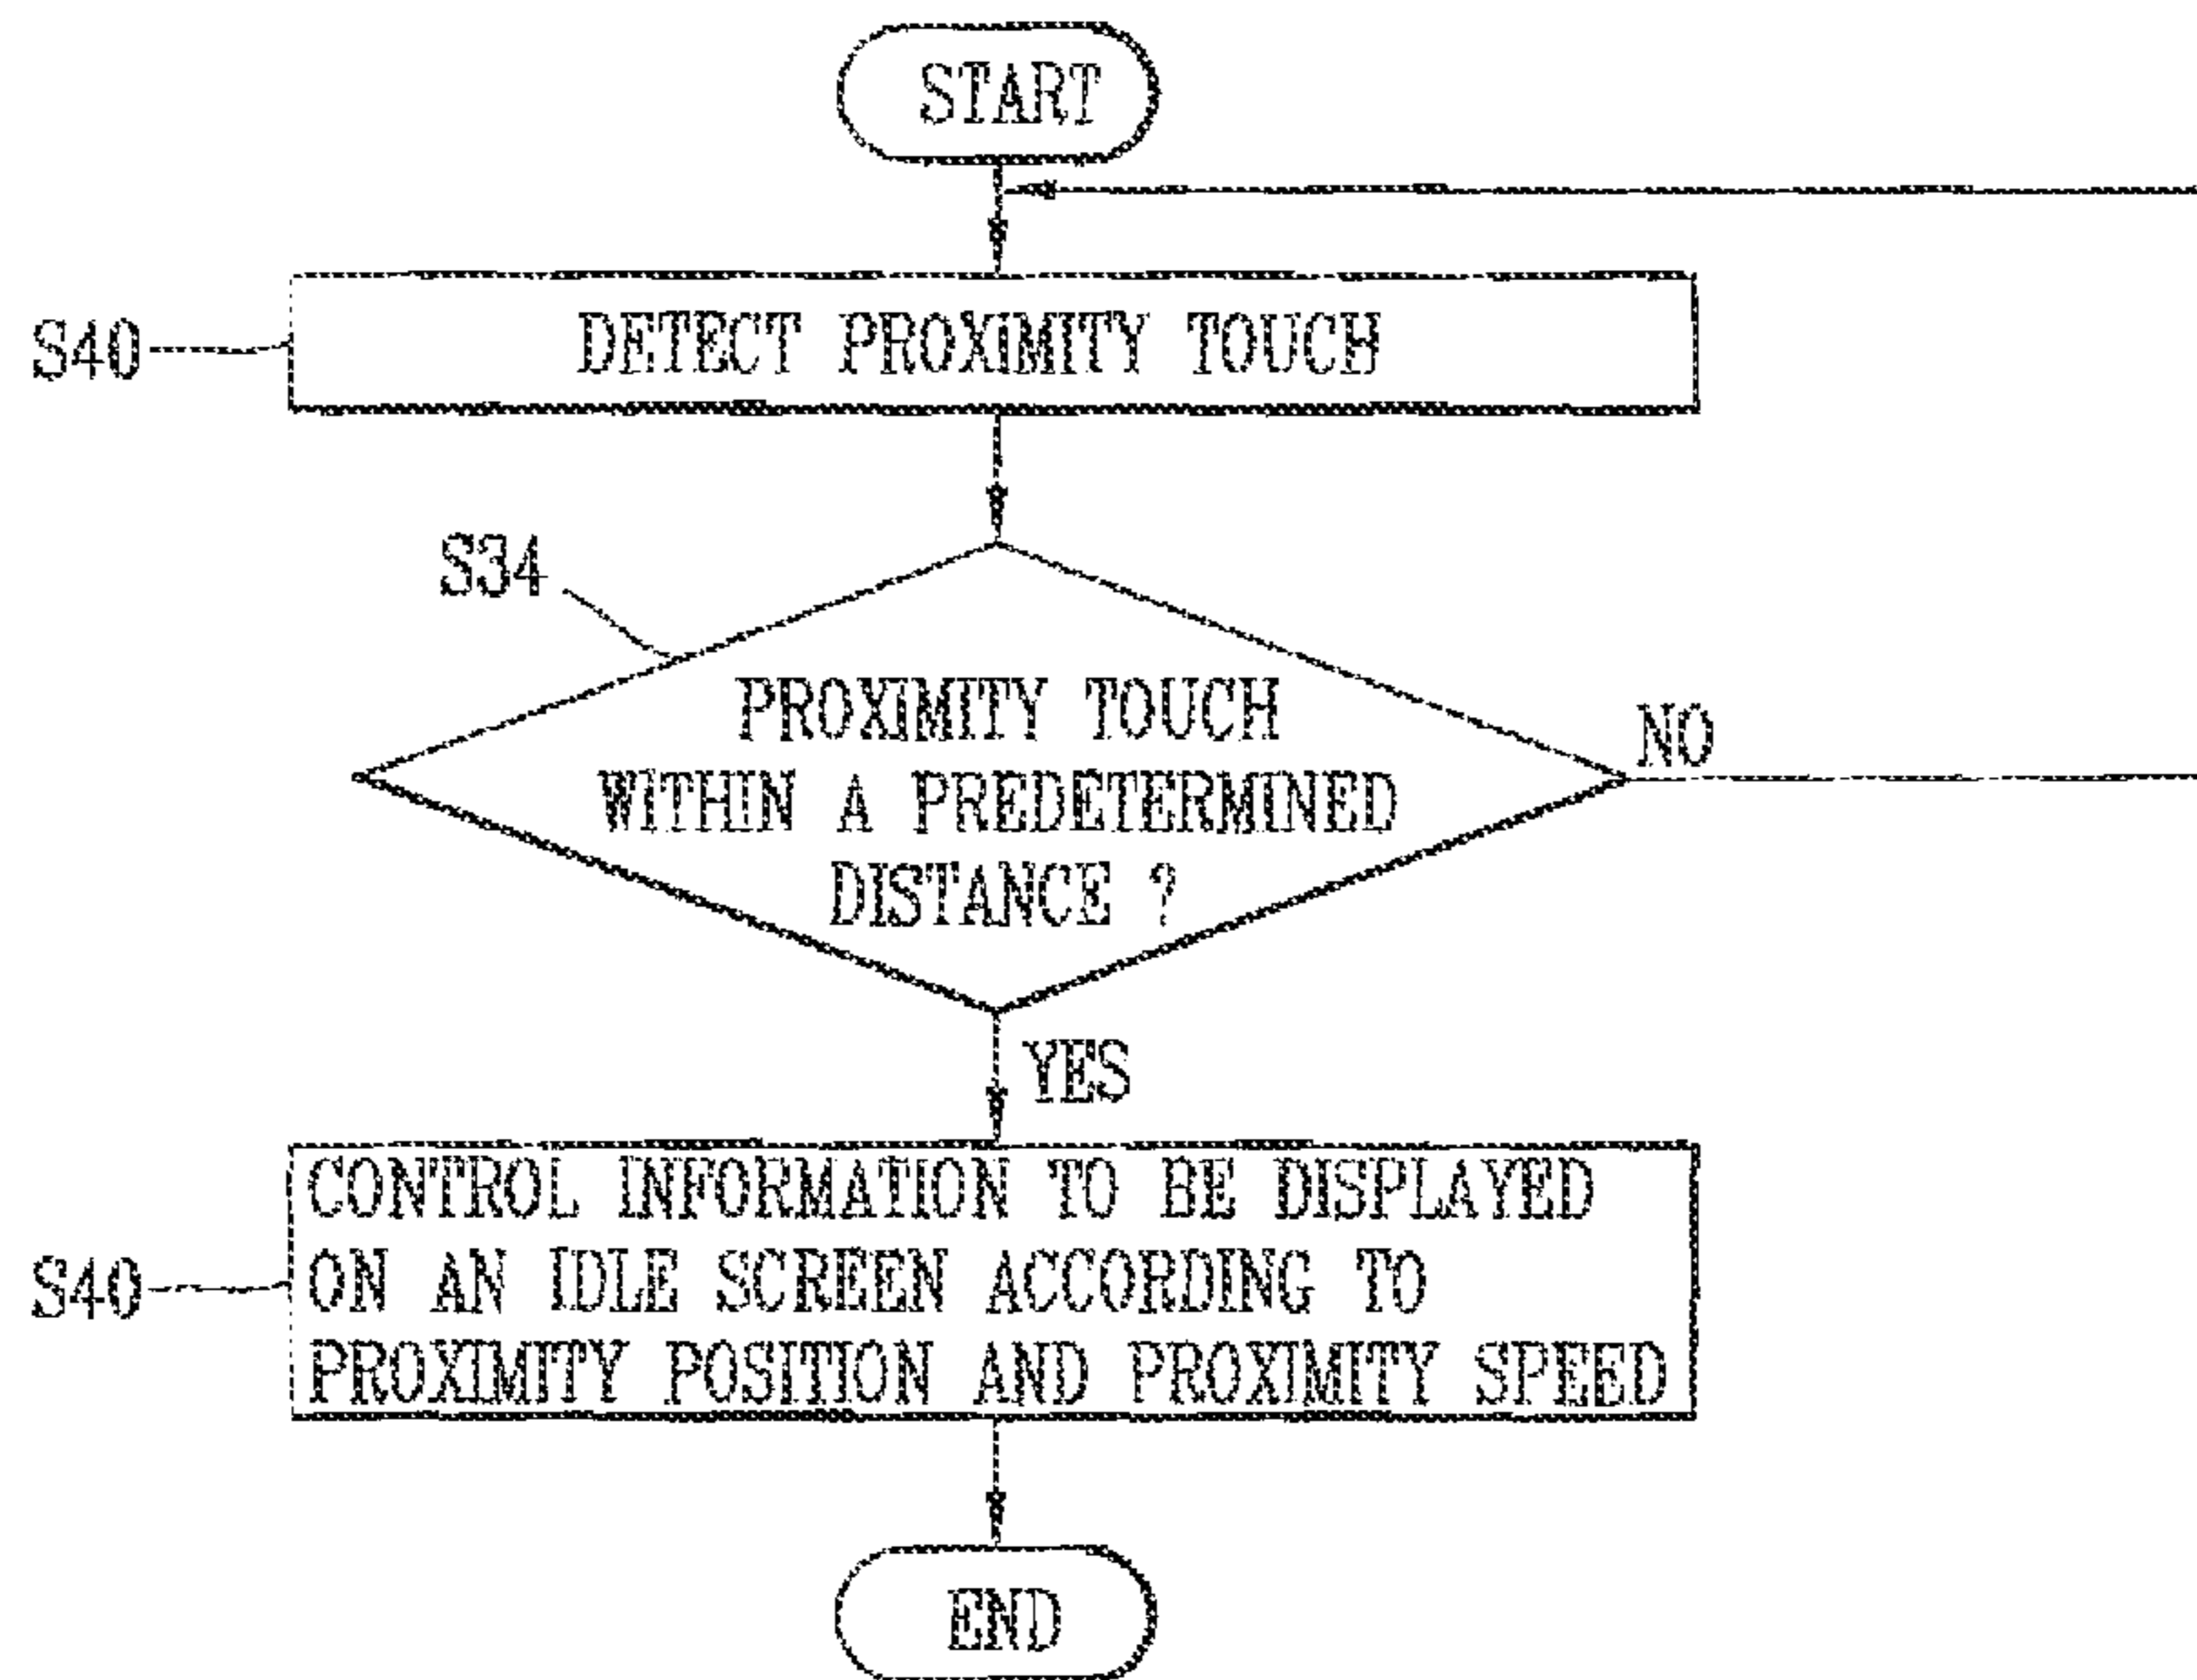 START
S40
DETECT PROXIMITY TOUCH
S34
PROXIMITY TOUCH
WITHIN A PREDETERMINED
DISTANCE ?
NO
YES
S40
CONTROL INFORMATION TO BE DISPLAYED
ON AN IDLE SCREEN ACCORDING TO
PROXIMITY POSITION AND PROXIMITY SPEED
END